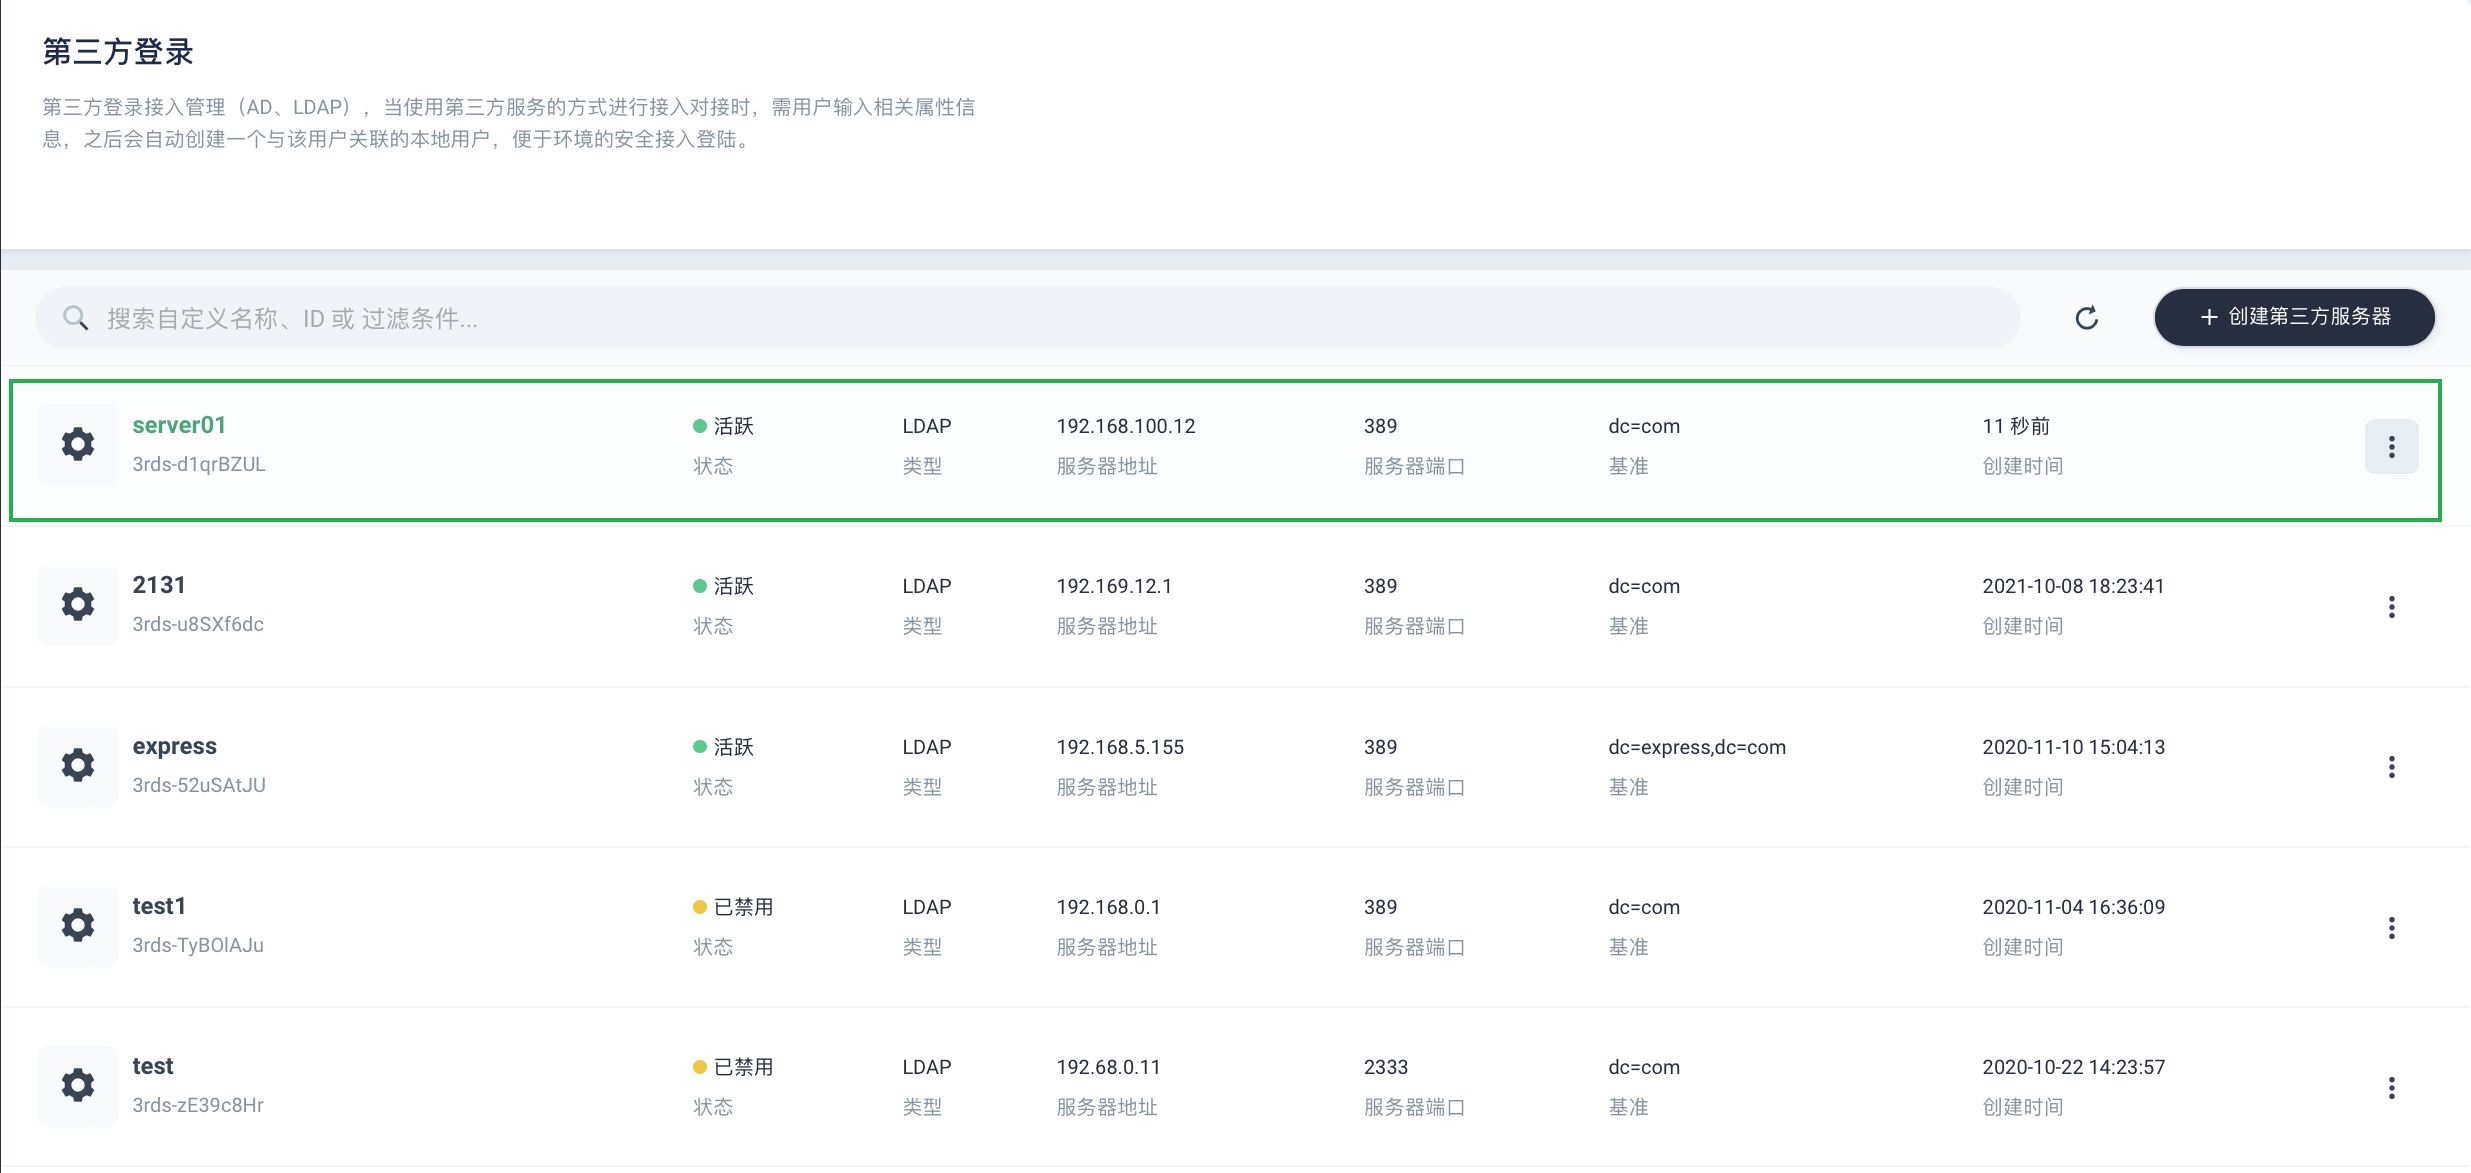 第三方登录
第三方登录接入管理（AD、LDAP），当使用第三方服务的方式进行接入对接时，需用户输入相关属性信
息，之后会自动创建一个与该用户关联的本地用户，便于环境的安全接入登陆。
搜索自定义名称、ID 或 过滤条件...
+ 创建第三方服务器
server01 活跃 LDAP 192.168.100.12 389 dc=com 11 秒前
3rds-d1qrBZUL 状态 类型 服务器地址 服务器端口 基准 创建时间
2131 活跃 LDAP 192.169.12.1 389 dc=com 2021-10-08 18:23:41
3rds-u8SXf6dc 状态 类型 服务器地址 服务器端口 基准 创建时间
express 活跃 LDAP 192.168.5.155 389 dc=express,dc=com 2020-11-10 15:04:13
3rds-52uSAtJU 状态 类型 服务器地址 服务器端口 基准 创建时间
test1 已禁用 LDAP 192.168.0.1 389 dc=com 2020-11-04 16:36:09
3rds-TyBOlAJu 状态 类型 服务器地址 服务器端口 基准 创建时间
test 已禁用 LDAP 192.68.0.11 2333 dc=com 2020-10-22 14:23:57
3rds-zE39c8Hr 状态 类型 服务器地址 服务器端口 基准 创建时间